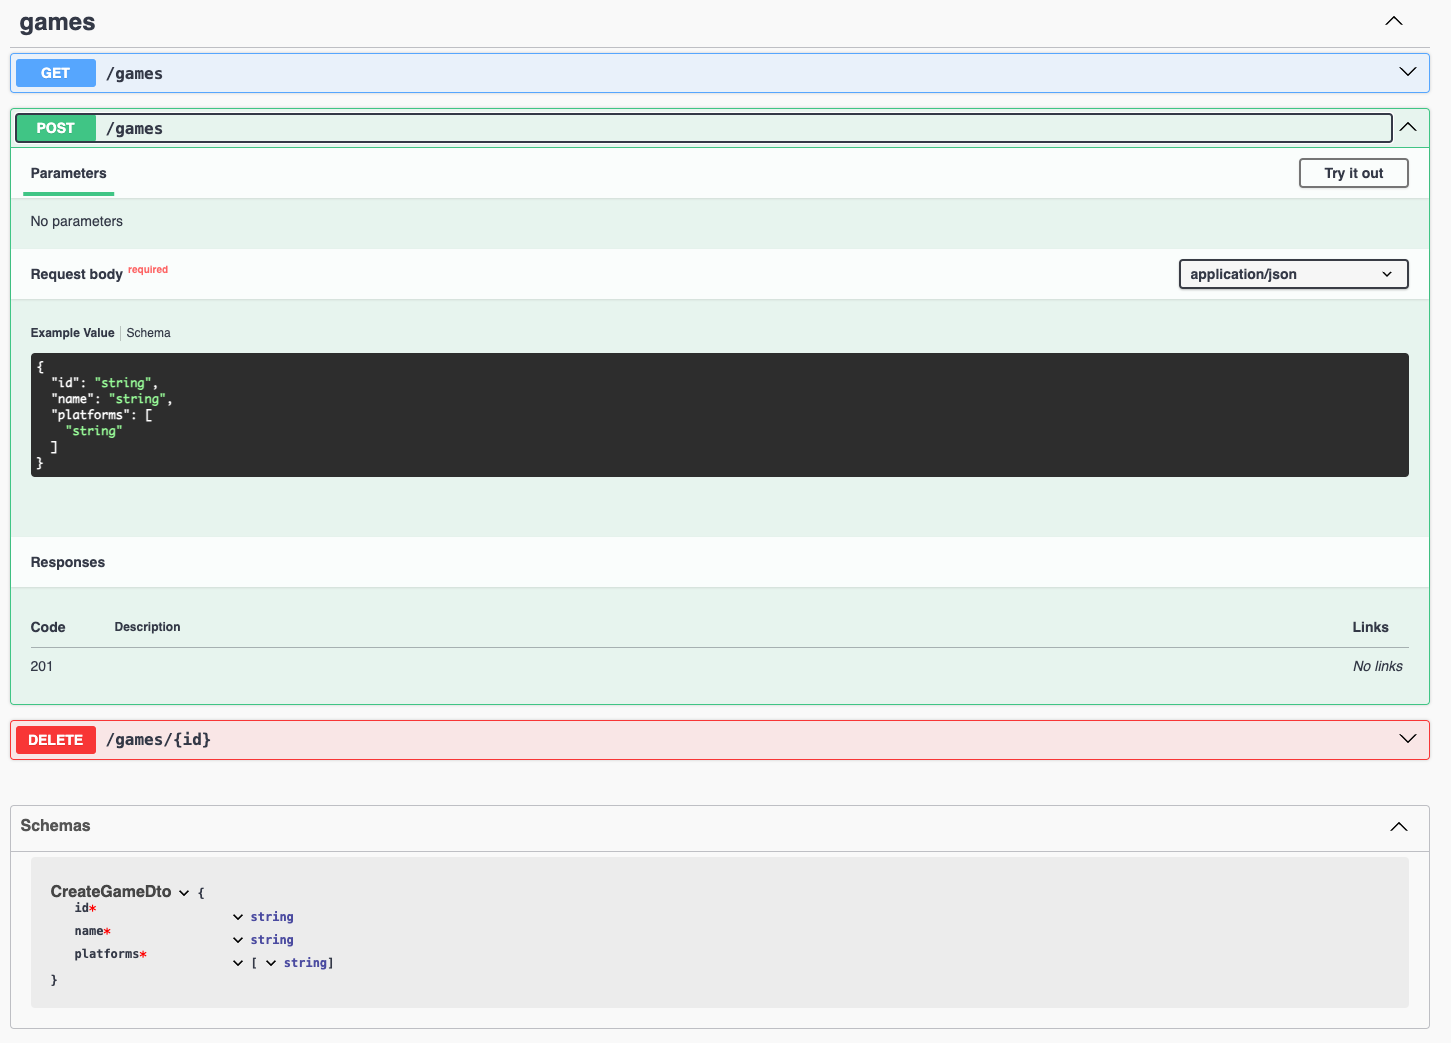 games
GET /games
POST /games
Parameters
Try it out
No parameters
Request body required
application/json
Example Value
Schema
{
  "id": "string",
  "name": "string",
  "platforms": [
    "string"
  ]
}
Responses
Code Description Links
201 No links
DELETE /games/{id}
Schemas
CreateGameDto {
id* string
name* string
platforms* [ string]
}